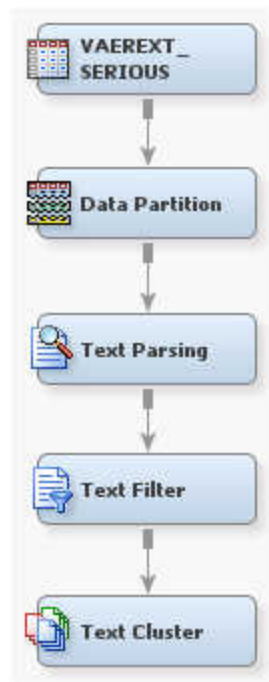 VAEREXT_
SERIOUS
Data Partition
Text Parsing
Text Filter
Text Cluster